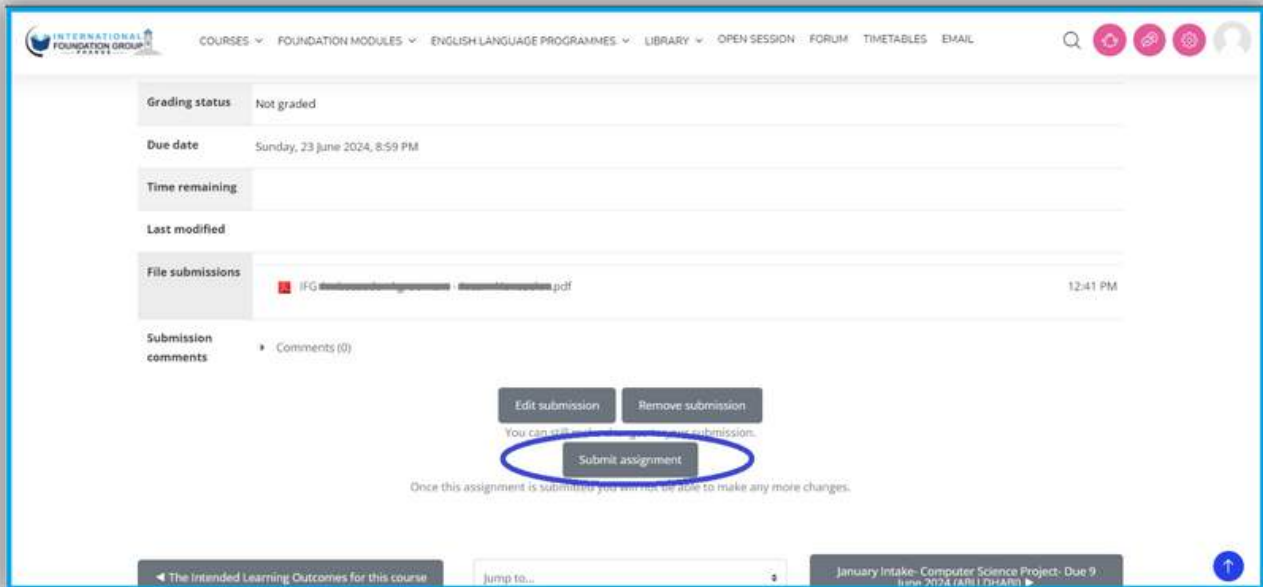 INTERNATIONAL
FOUNDATION GROUP
PRAGUE
COURSES FOUNDATION MODULES ENGLISH LANGUAGE PROGRAMMES LIBRARY OPEN SESSION FORUM TIMETABLES EMAIL
Grading status Not graded
Due date Sunday, 23 June 2024, 8:59 PM
Time remaining
Last modified
File submissions
IFG .pdf 12:41 PM
Submission
comments
Comments (0)
Edit submission Remove submission
You can still make changes to your submission.
Submit assignment
Once this assignment is submitted you will not be able to make any more changes.
◄ The Intended Learning Outcomes for this course
Jump to...
January Intake- Computer Science Project- Due 9
June 2024 (ABU DHABI) ►